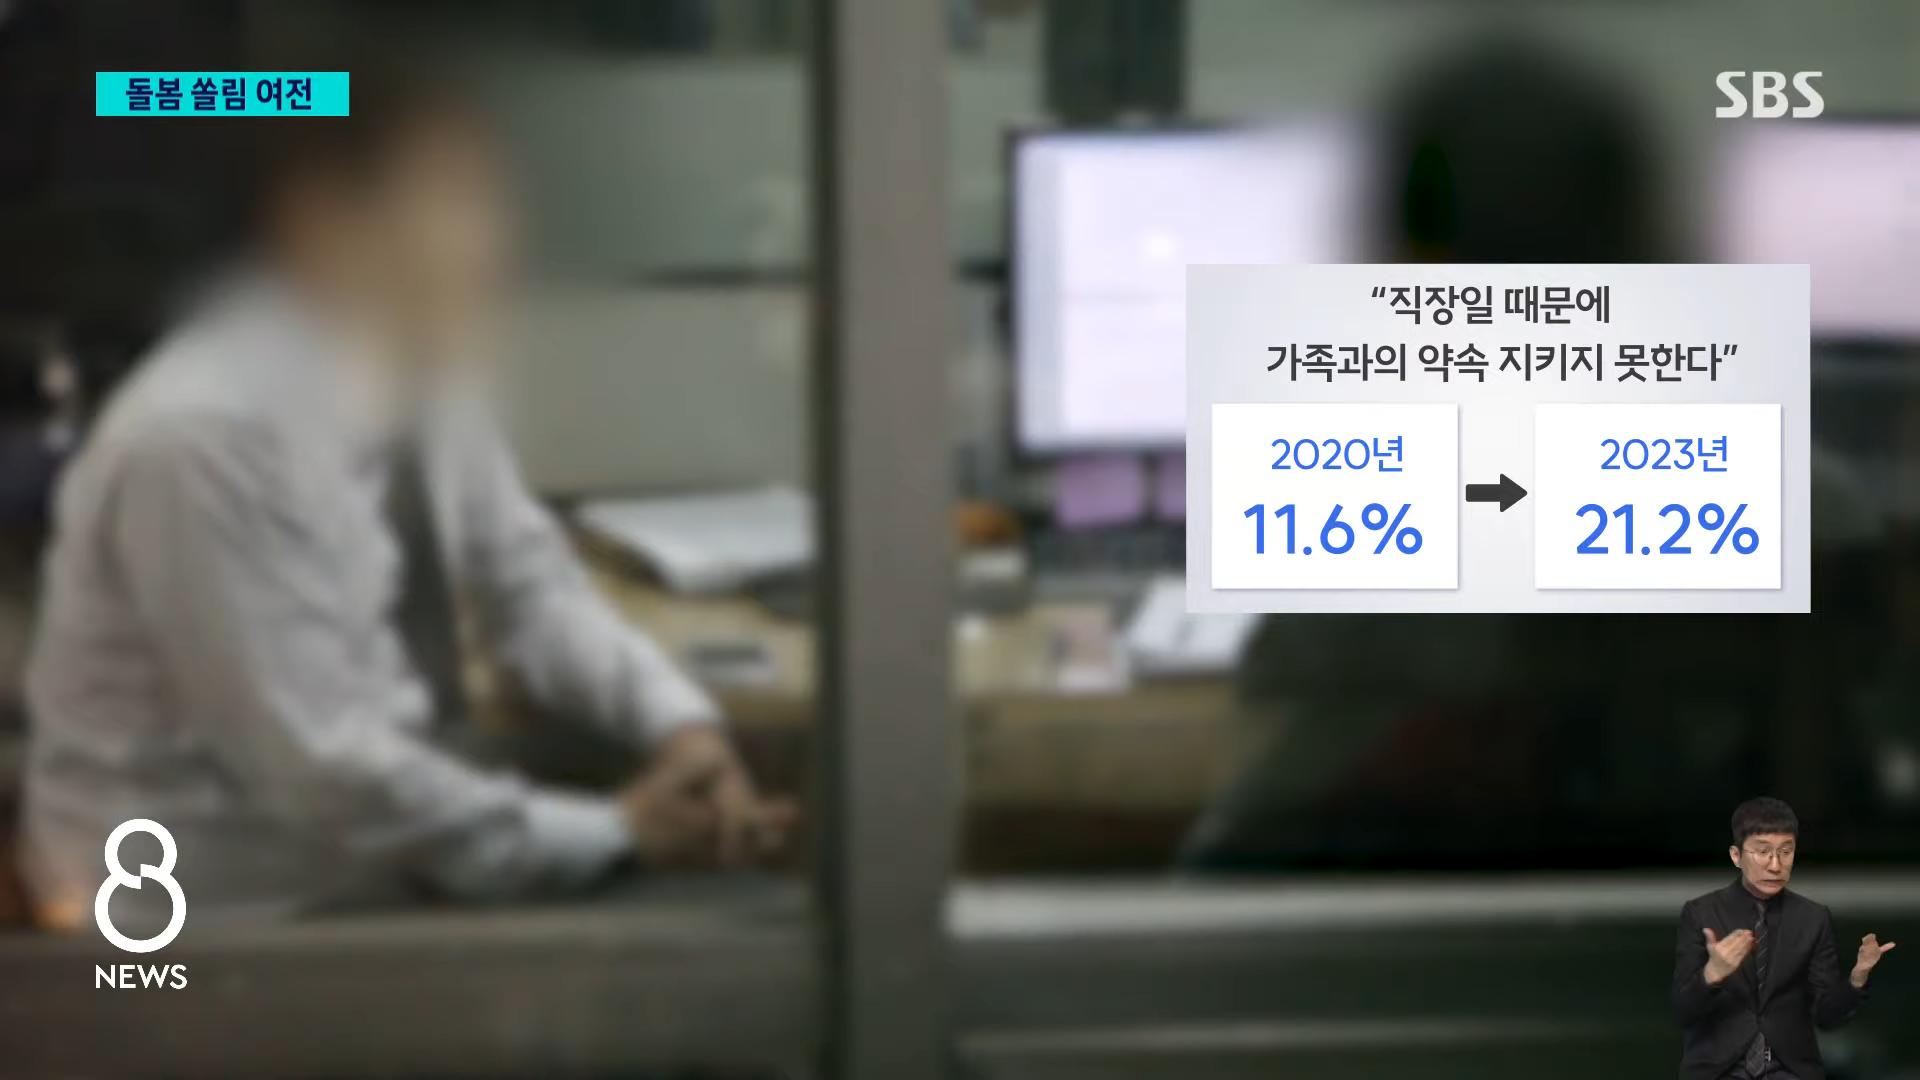 돌봄 쏠림 여전
SBS
“직장일 때문에
가족과의 약속 지키지 못한다”
2020년
11.6%
2023년
21.2%
8
NEWS